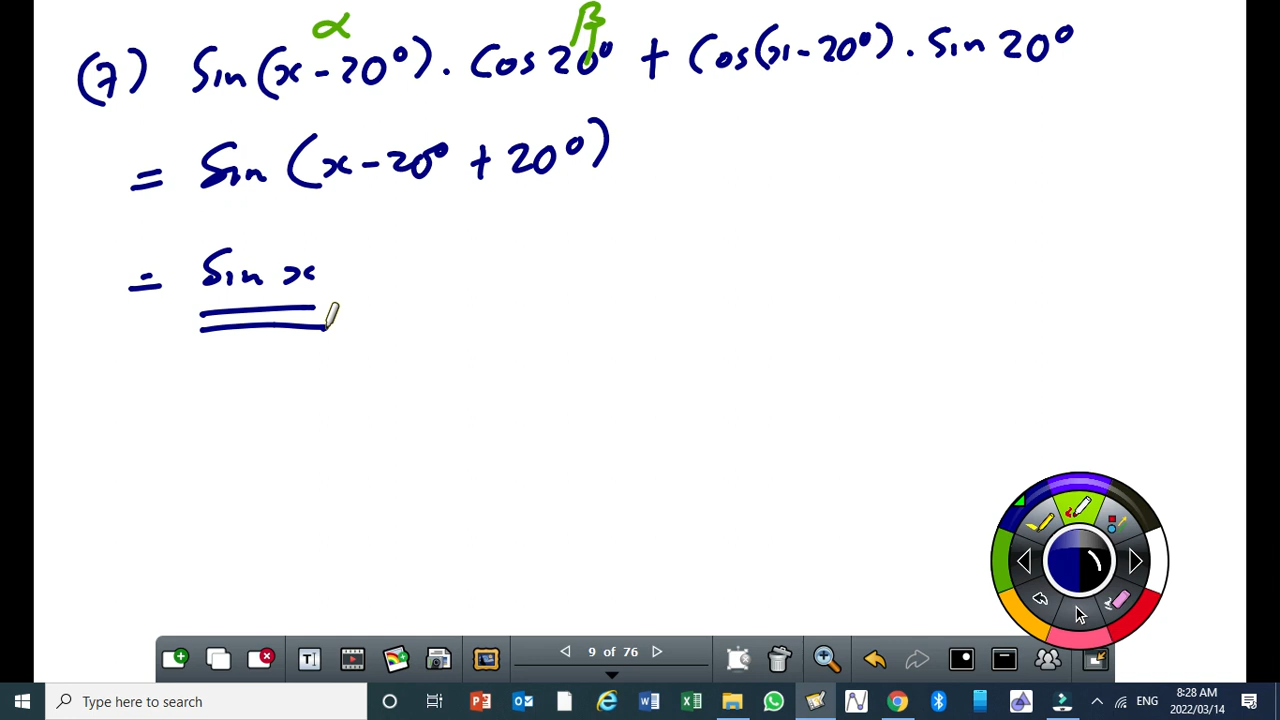 α β
(7) Sin(x-20°). Cos 20° + Cos(x-20°). Sin 20°
= Sin (x-20° + 20°)
= Sin x
9 of 76
Type here to search
ENG
8:28 AM
2022/03/14